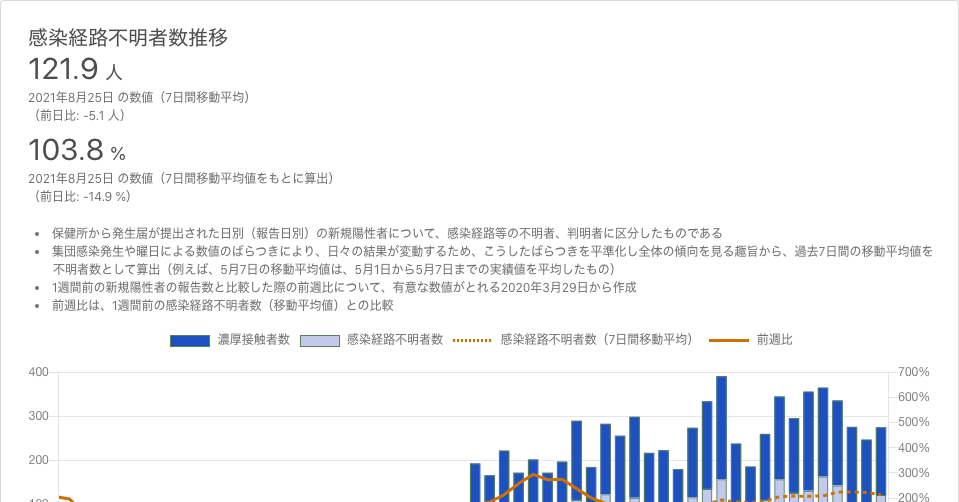 感染経路不明者数推移
121.9 人
2021年8月25日 の数値（7日間移動平均）
（前日比: -5.1 人）
103.8 %
2021年8月25日 の数値（7日間移動平均値をもとに算出）
（前日比: -14.9 %）
• 保健所から発生届が提出された日別（報告日別）の新規陽性者について、感染経路等の不明者、判明者に区分したものである
• 集団感染発生や曜日による数値のばらつきにより、日々の結果が変動するため、こうしたばらつきを平準化し全体の傾向を見る趣旨から、過去7日間の移動平均値を
不明者数として算出（例えば、5月7日の移動平均値は、5月1日から5月7日までの実績値を平均したもの）
• 1週間前の新規陽性者の報告数と比較した際の前週比について、有意な数値がとれる2020年3月29日から作成
• 前週比は、1週間前の感染経路不明者数（移動平均値）との比較
濃厚接触者数 感染経路不明者数 感染経路不明者数（7日間移動平均） 前週比
400 700%
600%
300 500%
400%
200 300%
200%